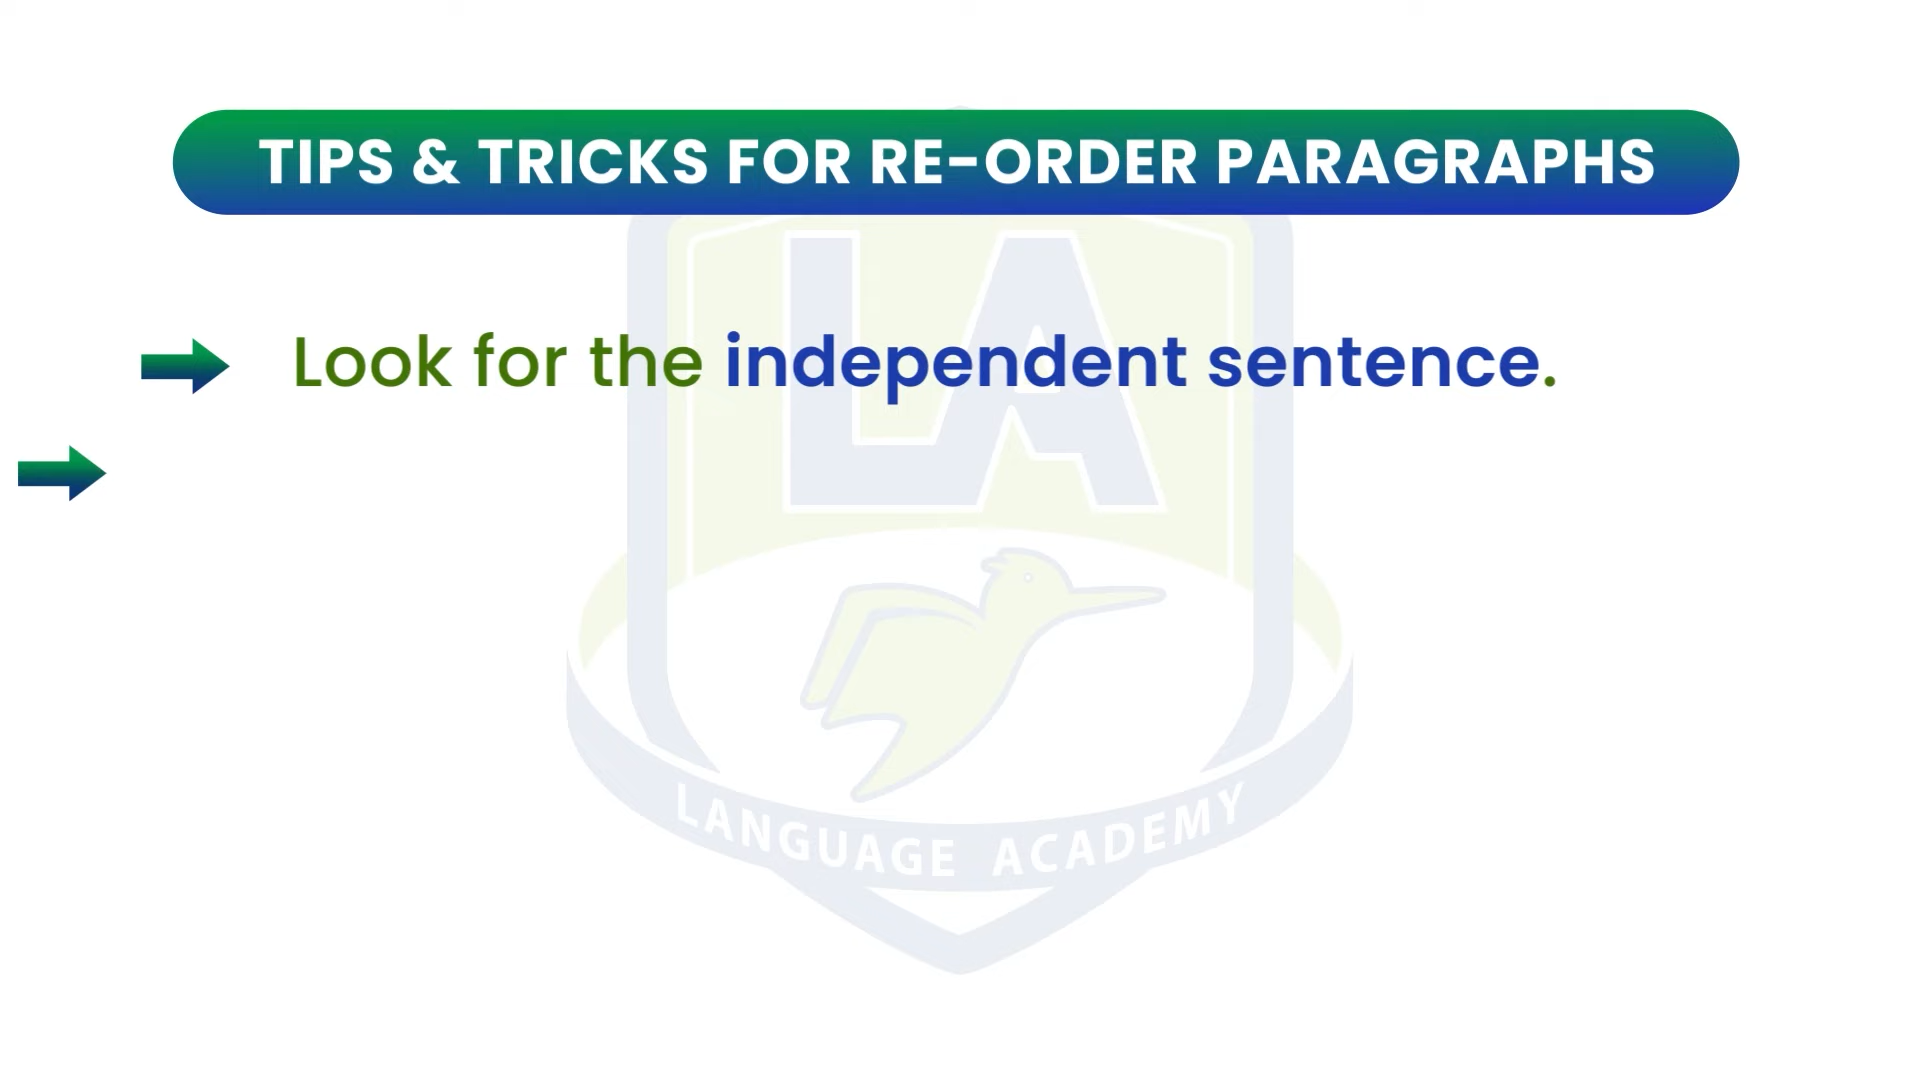 TIPS & TRICKS FOR RE-ORDER PARAGRAPHS
Look for the independent sentence.
LA
LANGUAGE ACADEMY